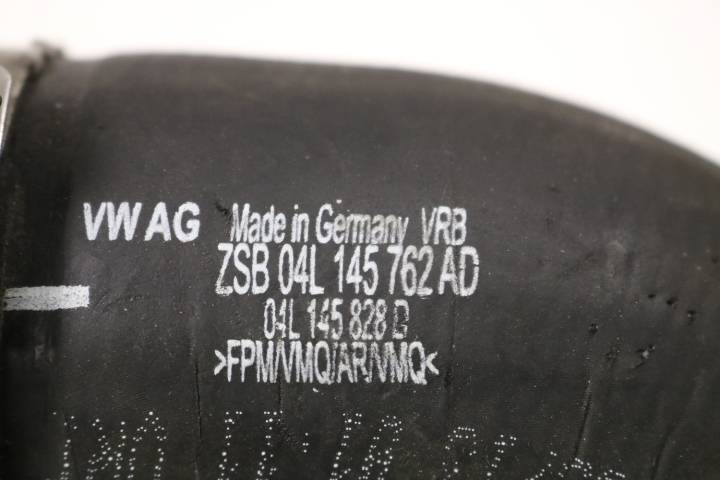 VW AG Made in Germany VRB
ZSB 04L 145 762 AD
04L 145 828 D
>FPM/VMQ/AR/VMQ<